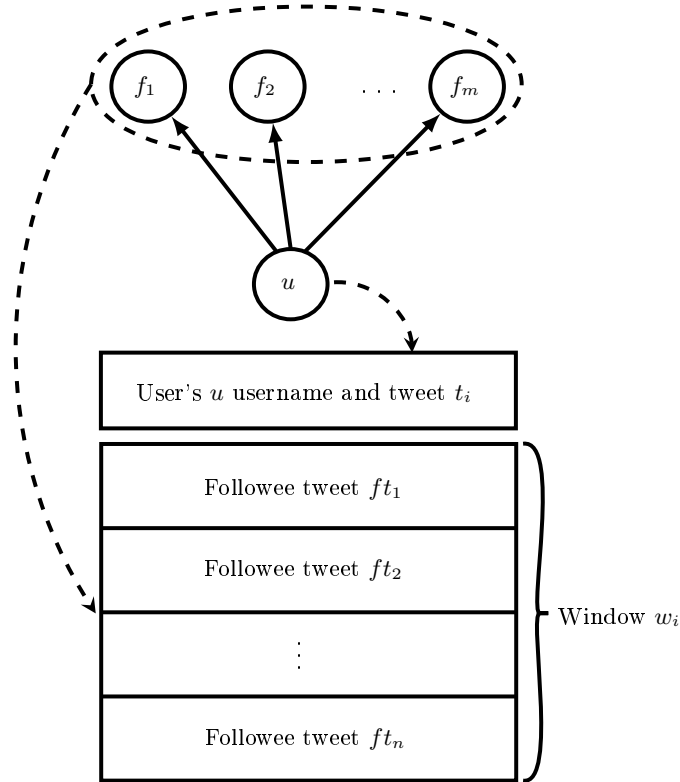 f₁ f₂ . . . fₘ
u
User's u username and tweet tᵢ
Followee tweet ft₁
Followee tweet ft₂
⋮
Window wᵢ
Followee tweet ftₙ